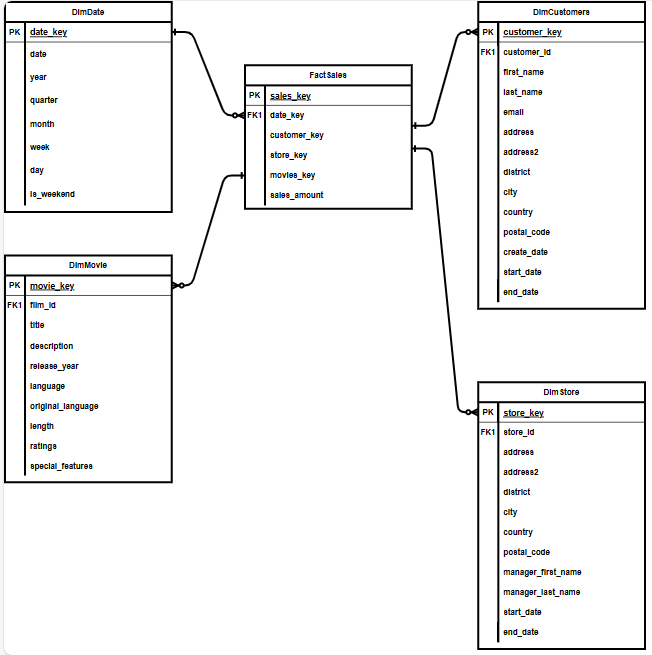 DimDate
PK date_key
date
year
quarter
month
week
day
is_weekend
FactSales
PK sales_key
FK1 date_key
customer_key
store_key
movies_key
sales_amount
DimCustomers
PK customer_key
FK1 customer_id
first_name
last_name
email
address
address2
district
city
country
postal_code
create_date
start_date
end_date
DimMovie
PK movie_key
FK1 film_id
title
description
release_year
language
original_language
length
ratings
special_features
DimStore
PK store_key
FK1 store_id
address
address2
district
city
country
postal_code
manager_first_name
manager_last_name
start_date
end_date